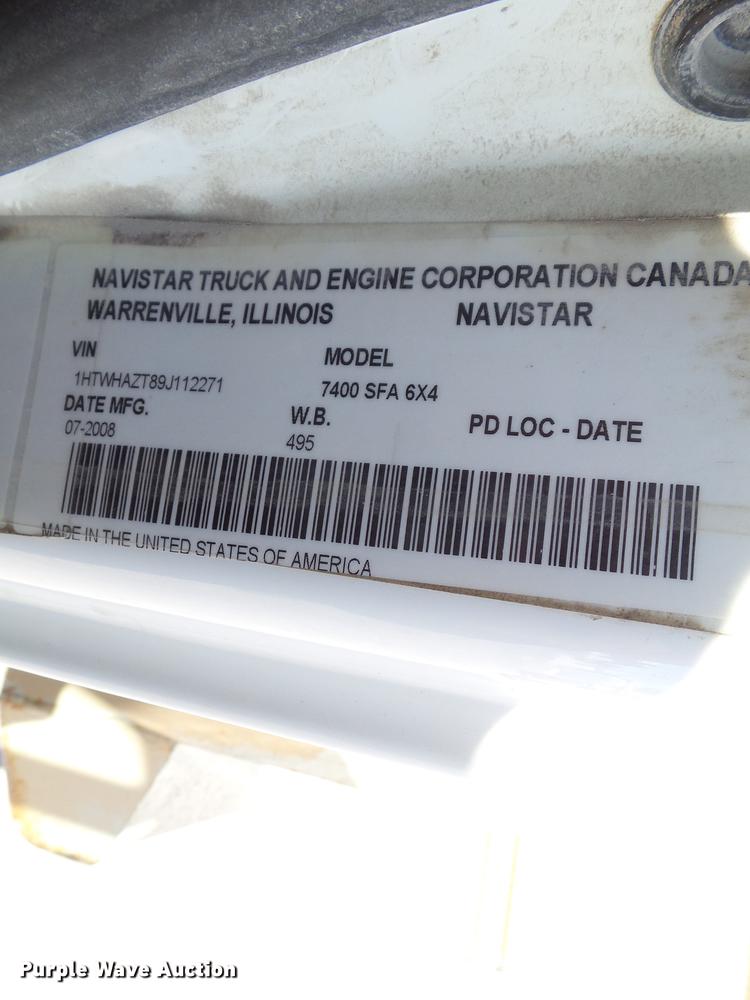 NAVISTAR TRUCK AND ENGINE CORPORATION CANADA
WARRENVILLE, ILLINOIS NAVISTAR
VIN MODEL
1HTWHAZT89J112271 7400 SFA 6X4
DATE MFG. W.B. PD LOC - DATE
07-2008 495
MADE IN THE UNITED STATES OF AMERICA
Purple Wave Auction